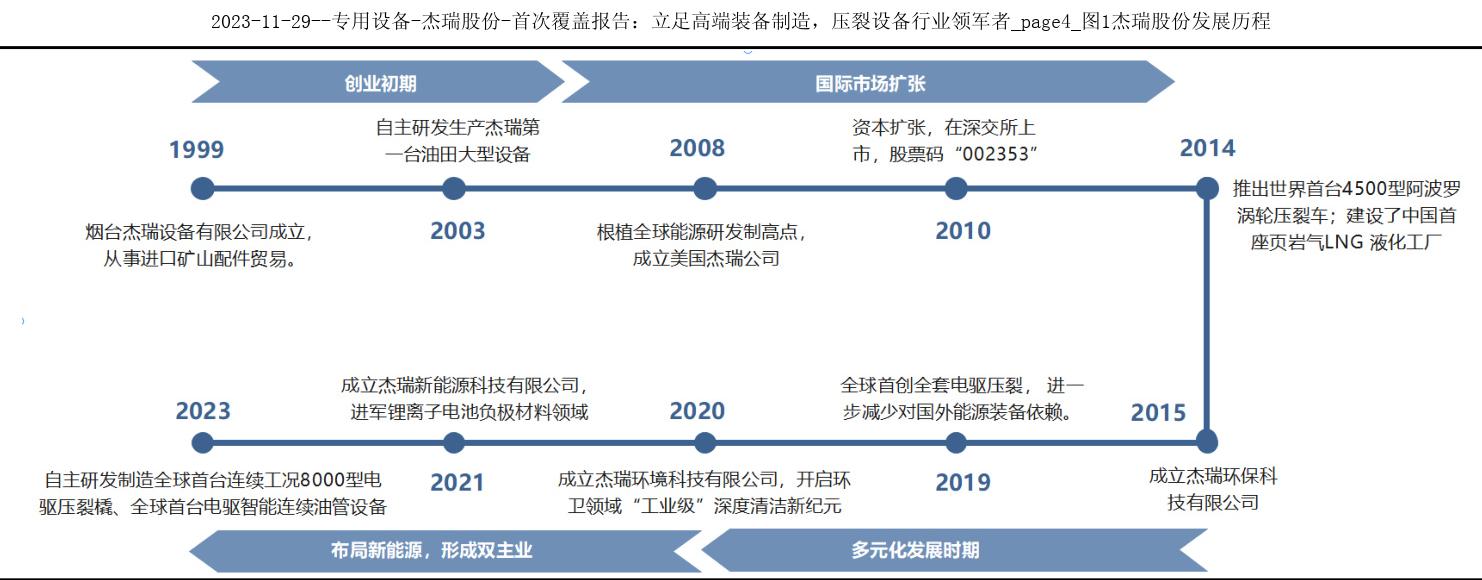 2023-11-29--专用设备-杰瑞股份-首次覆盖报告：立足高端装备制造，压裂设备行业领军者_page4_图1杰瑞股份发展历程
创业初期
国际市场扩张
1999
烟台杰瑞设备有限公司成立，
从事进口矿山配件贸易。
自主研发生产杰瑞第
一台油田大型设备
2003
2008
根植全球能源研发制高点，
成立美国杰瑞公司
资本扩张，在深交所上
市，股票码“002353”
2010
2014
推出世界首台4500型阿波罗
涡轮压裂车；建设了中国首
座页岩气LNG 液化工厂
2015
成立杰瑞环保科
技有限公司
全球首创全套电驱压裂， 进一
步减少对国外能源装备依赖。
2019
2020
成立杰瑞环境科技有限公司，开启环
卫领域“工业级”深度清洁新纪元
成立杰瑞新能源科技有限公司，
进军锂离子电池负极材料领域
2021
2023
自主研发制造全球首台连续工况8000型电
驱压裂橇、全球首台电驱智能连续油管设备
布局新能源，形成双主业
多元化发展时期